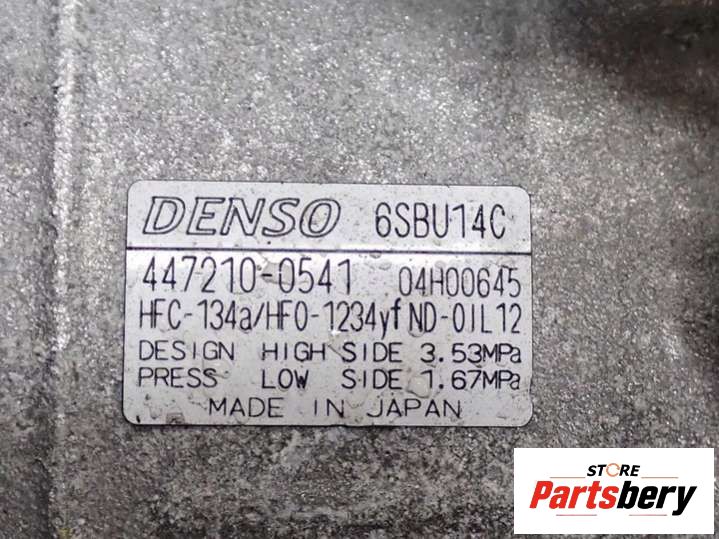 DENSO 6SBU14C
447210-0541 04H00645
HFC-134a/HFO-1234yf ND-OIL12
DESIGN HIGH SIDE 3.53MPa
PRESS LOW SIDE 1.67MPa
MADE IN JAPAN
STORE
Partsbery